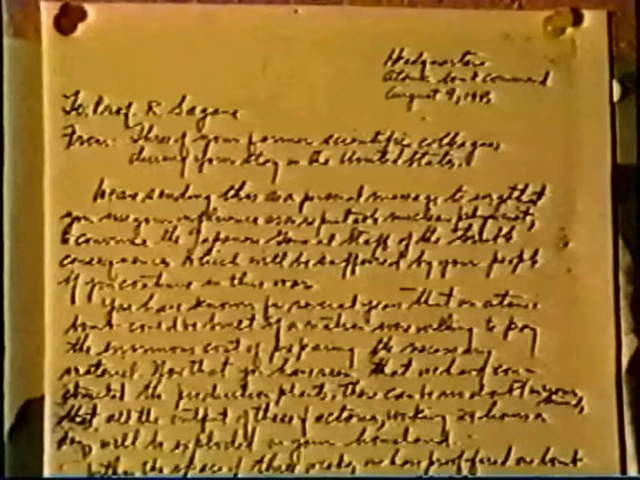 Headquarters
Atomic bomb command
August 9, 1945
To: Prof. R. Sagane
From: Three of your former scientific colleagues
during your stay in the United States.
We are sending this as a personal message to urge that
you use your influence as a reputable nuclear physicist,
to convince the Japanese General Staff of the terrible
consequences which will be suffered by your people
if you continue in this war.
You have known for several years that an atomic
bomb could be built if a nation were willing to pay
the enormous cost of preparing the necessary
material. Now that you have seen that we have con-
structed the production plants, there can be no doubt in your
mind, that all the output of these factories, working 24 hours a
day, will be exploded on your homeland.
Within the space of three weeks, we have proof-fired one bomb